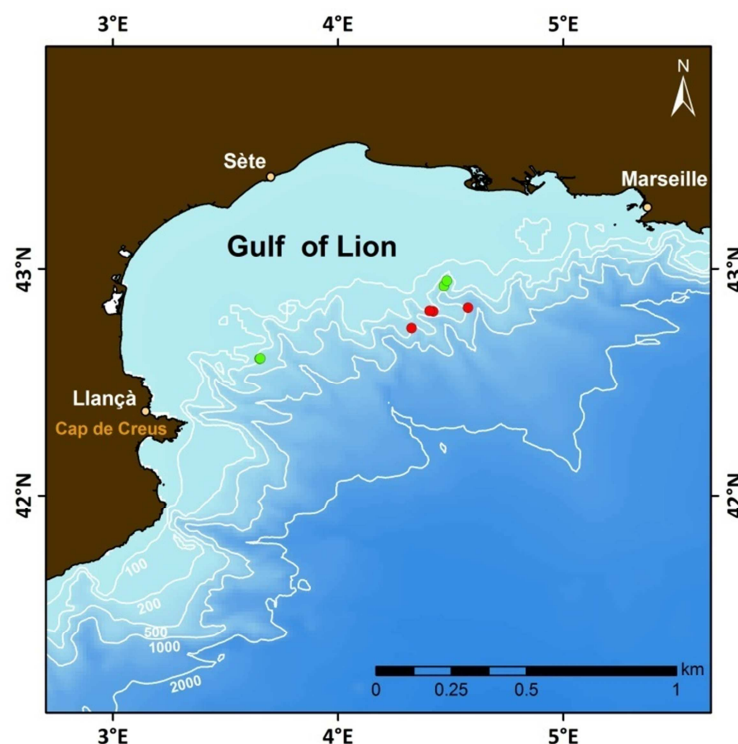 3°E 4°E 5°E
N
Sète
Marseille
Gulf of Lion
43°N 43°N
Llançà
Cap de Creus
42°N 42°N
100
200
500
1000
2000
km
0 0.25 0.5 1
3°E 4°E 5°E